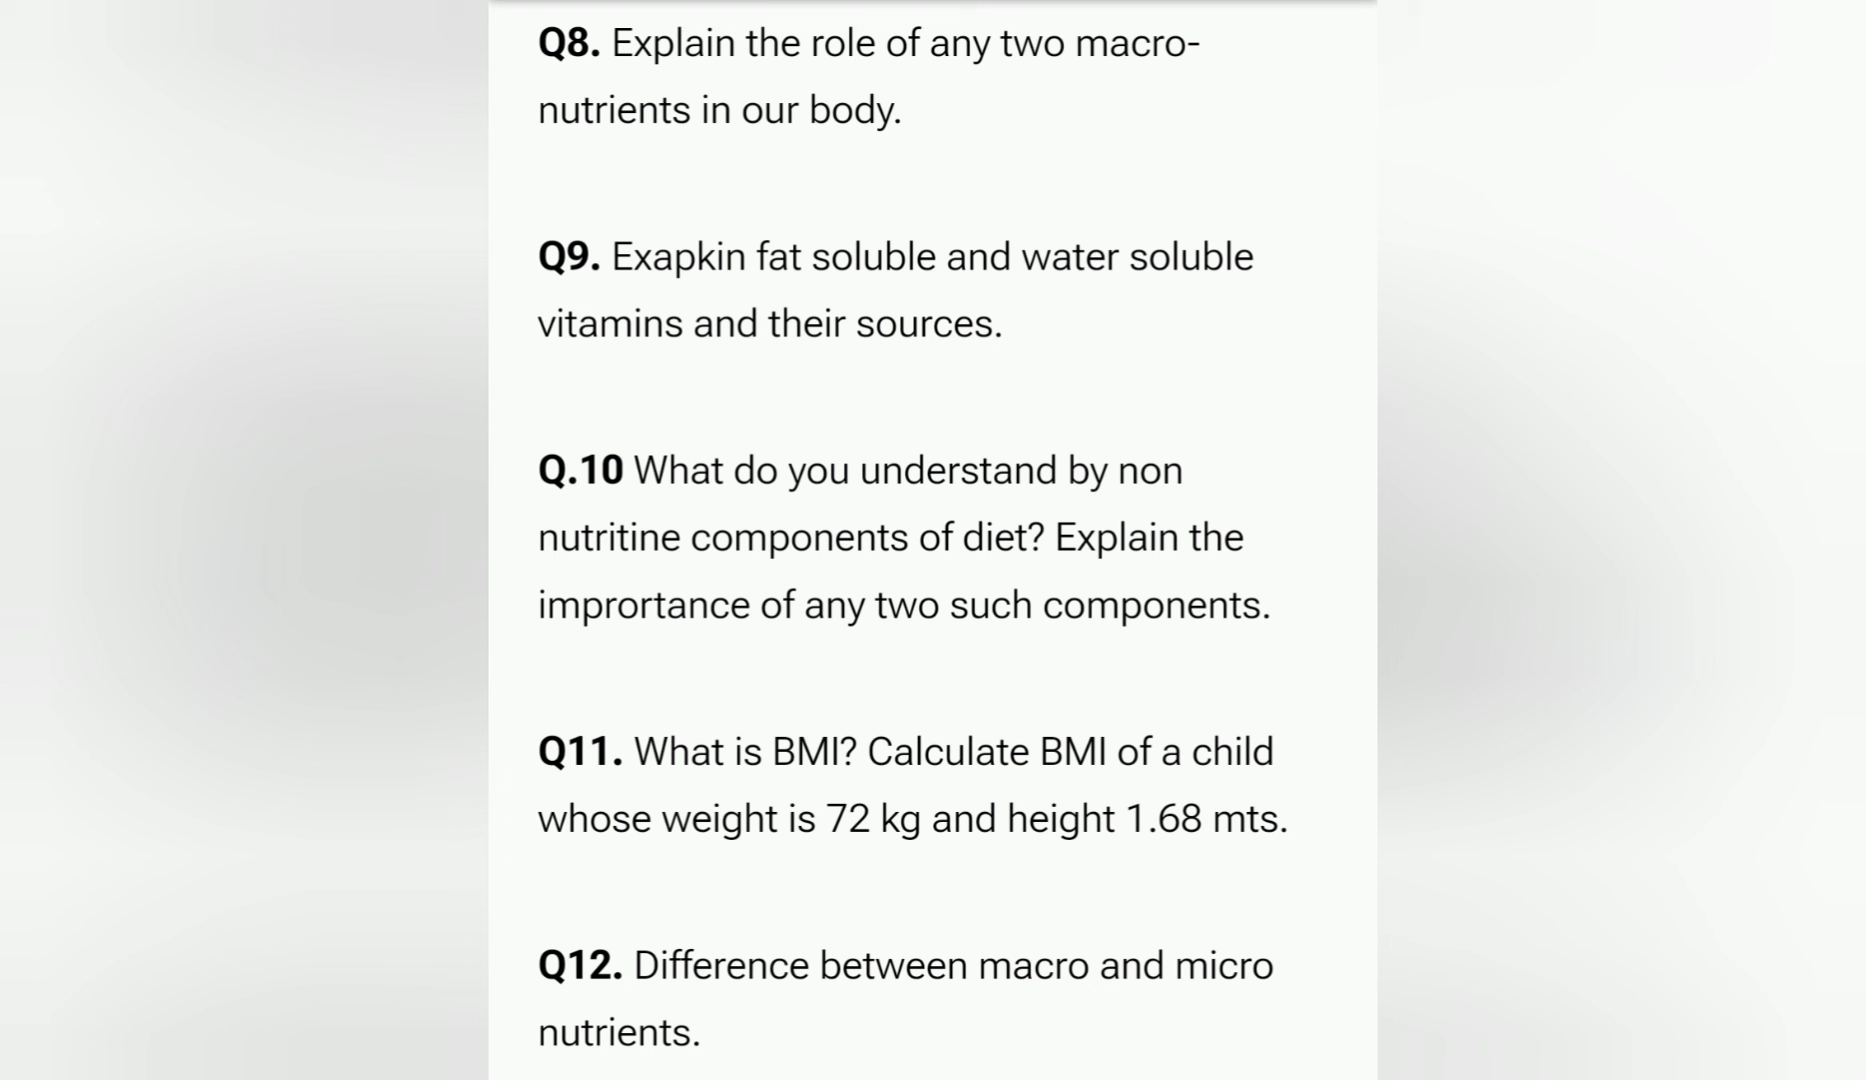 Q8. Explain the role of any two macro-
nutrients in our body.
Q9. Exapkin fat soluble and water soluble
vitamins and their sources.
Q.10 What do you understand by non
nutritine components of diet? Explain the
imprortance of any two such components.
Q11. What is BMI? Calculate BMI of a child
whose weight is 72 kg and height 1.68 mts.
Q12. Difference between macro and micro
nutrients.